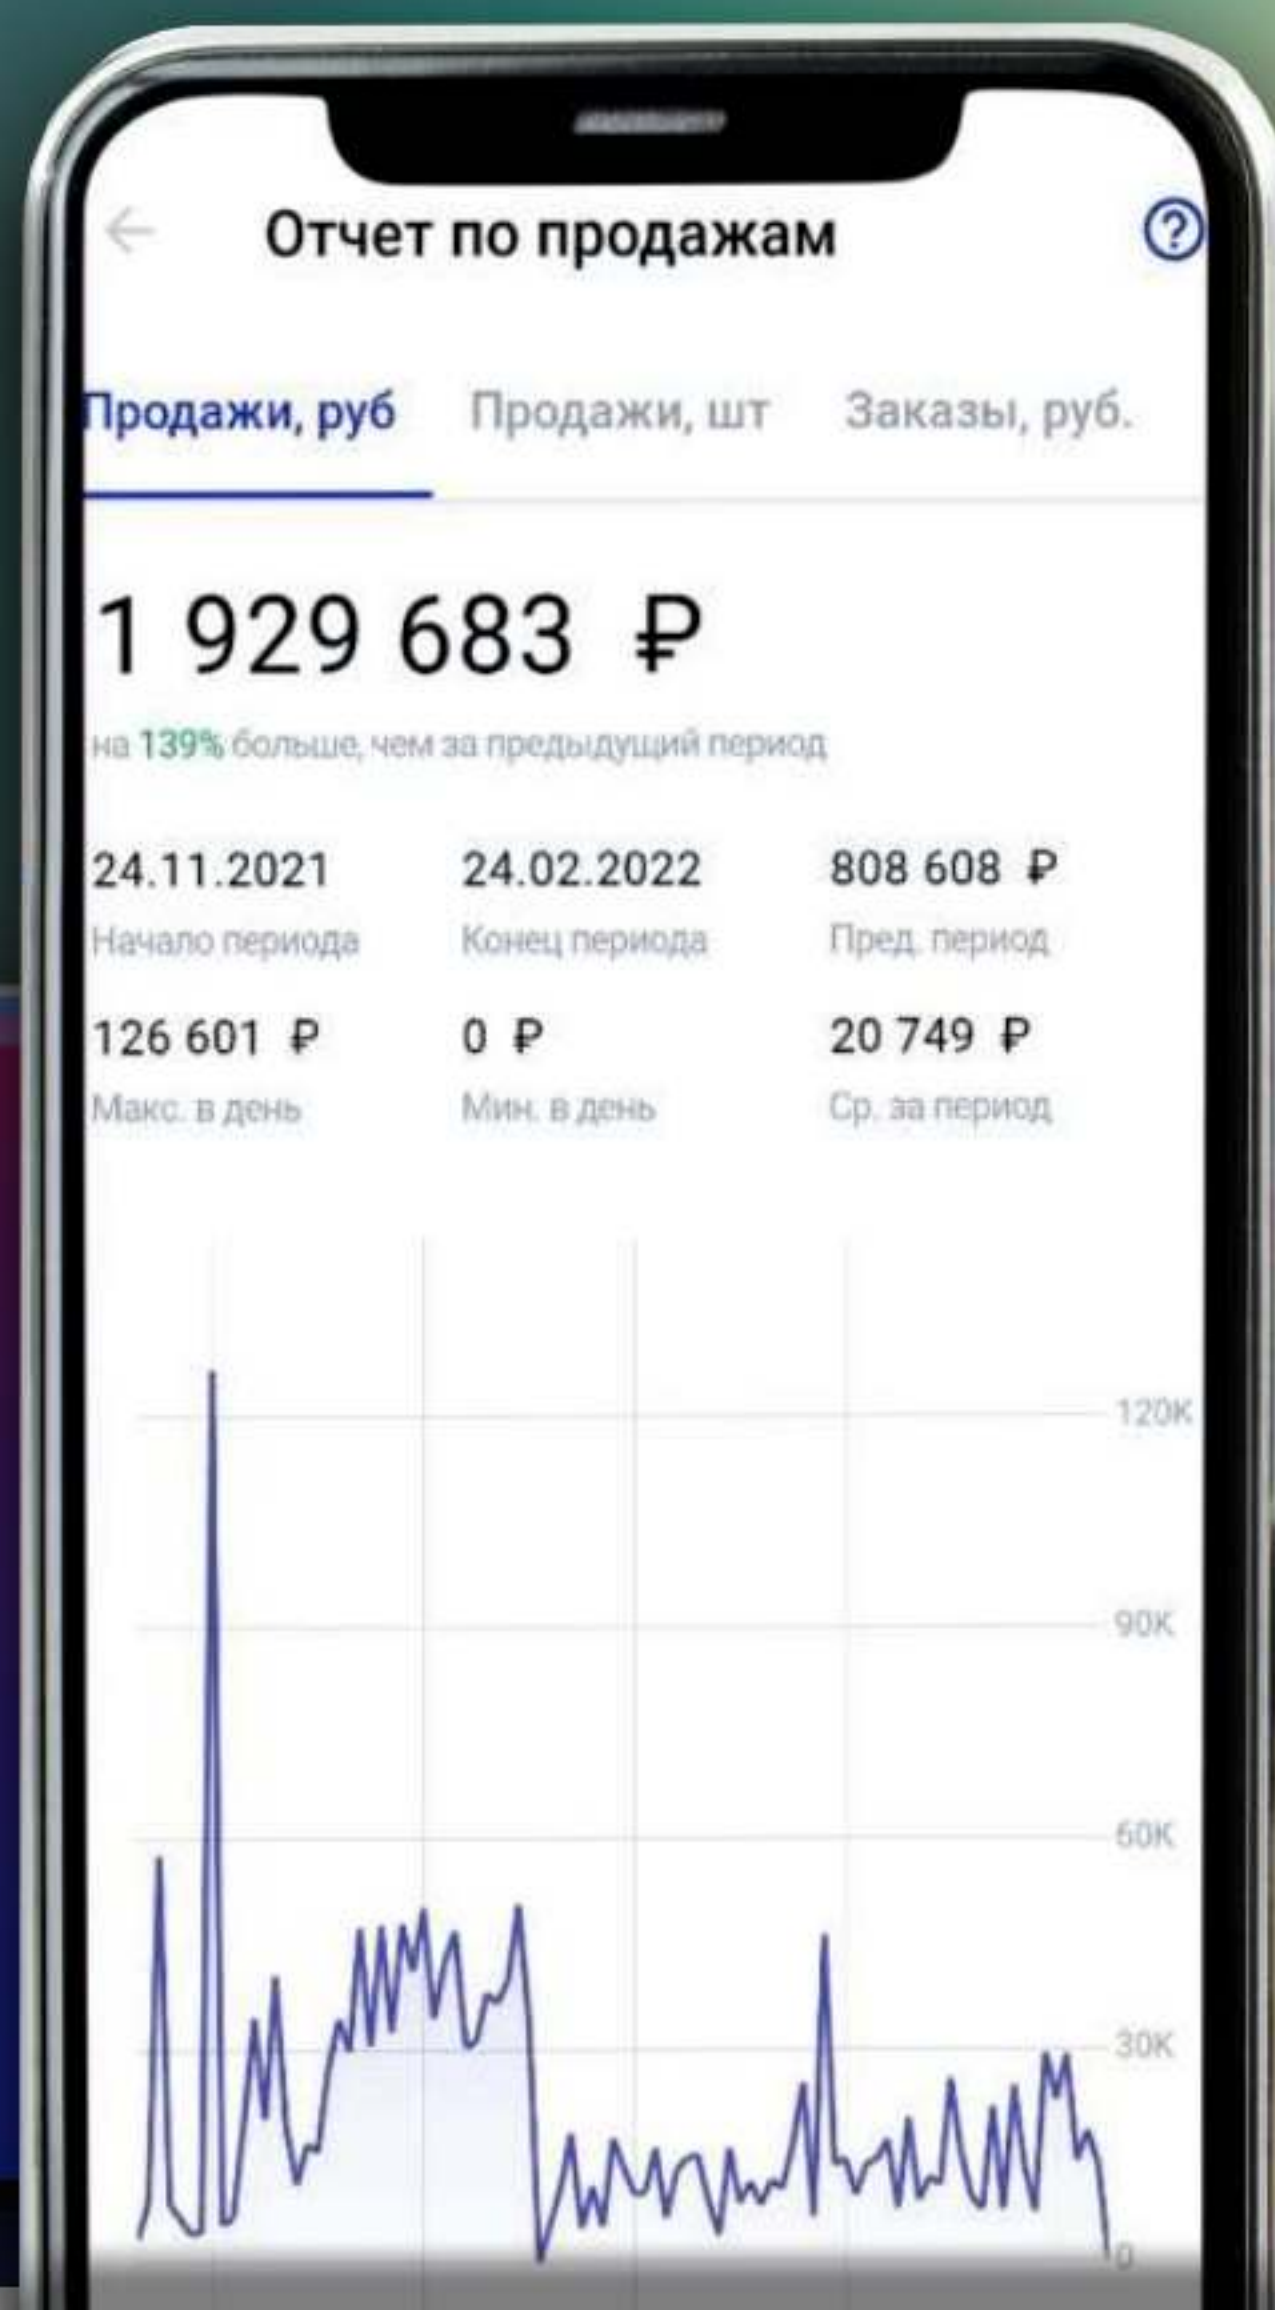 Отчет по продажам
Продажи, руб Продажи, шт Заказы, руб.
1 929 683 ₽
на 139% больше, чем за предыдущий период
24.11.2021 24.02.2022 808 608 ₽
Начало периода Конец периода Пред. период
126 601 ₽ 0 ₽ 20 749 ₽
Макс. в день Мин. в день Ср. за период
120K
90K
60K
30K
0